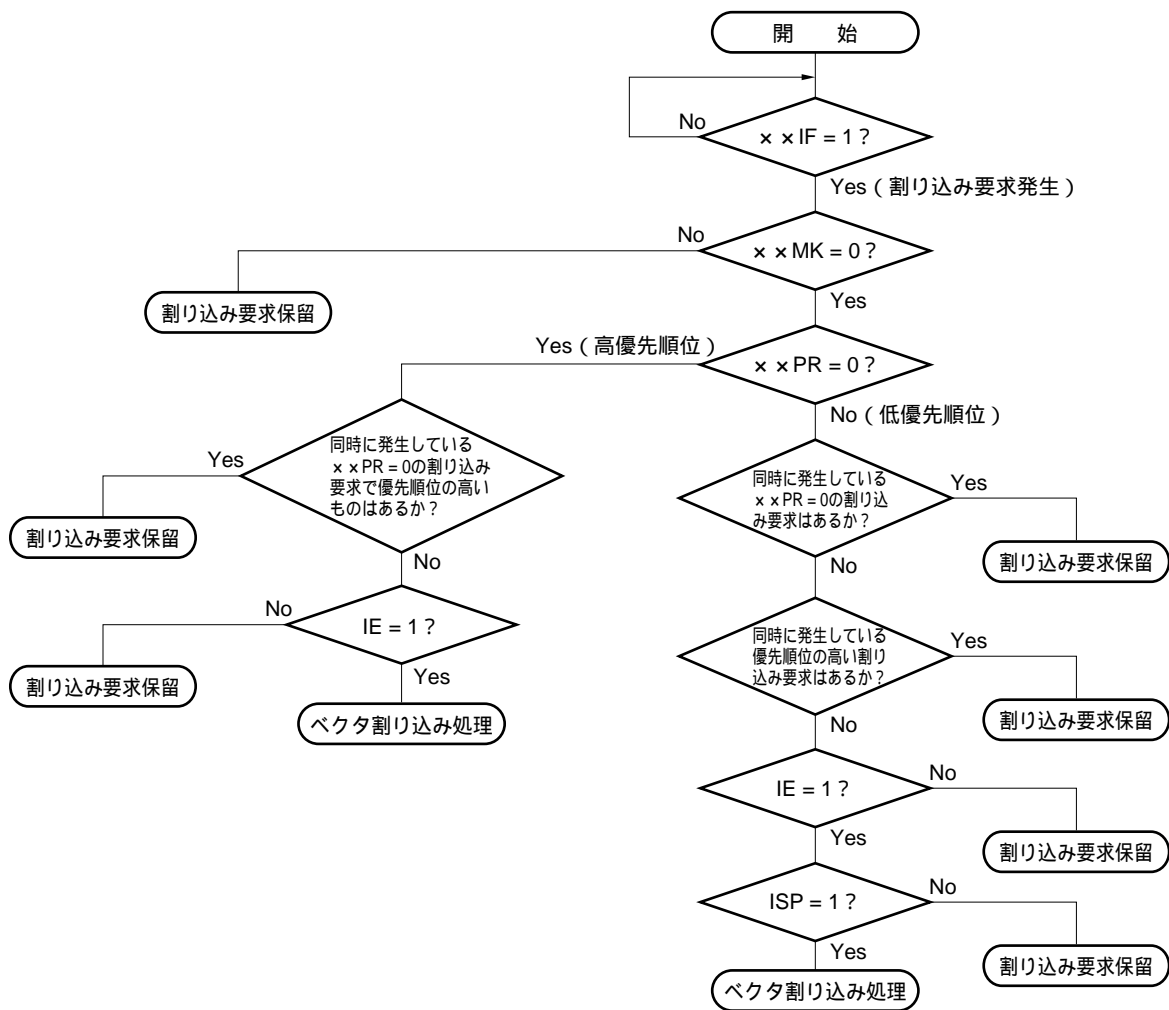 開 始
No
××IF = 1 ?
Yes ( 割り込み要求発生 )
No
××MK = 0 ?
割り込み要求保留
Yes
Yes ( 高優先順位 )
××PR = 0 ?
No ( 低優先順位 )
Yes
同時に発生している
××PR = 0の割り込み
要求で優先順位の高い
ものはあるか?
割り込み要求保留
No
同時に発生している
××PR = 0の割り込
み要求はあるか?
Yes
割り込み要求保留
No
No
IE = 1 ?
割り込み要求保留
Yes
ベクタ割り込み処理
同時に発生している
優先順位の高い割り
込み要求はあるか?
Yes
割り込み要求保留
No
IE = 1 ?
No
割り込み要求保留
Yes
ISP = 1 ?
No
割り込み要求保留
Yes
ベクタ割り込み処理